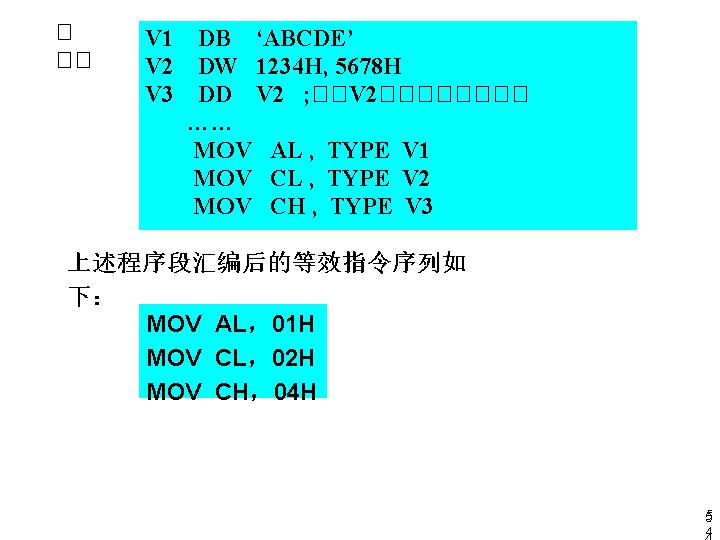 V1 DB ‘ABCDE’
V2 DW 1234H, 5678H
V3 DD V2 ;□□V2□□□□□□□□
……
MOV AL , TYPE V1
MOV CL , TYPE V2
MOV CH , TYPE V3
上述程序段汇编后的等效指令序列如
下：
MOV AL，01H
MOV CL，02H
MOV CH，04H